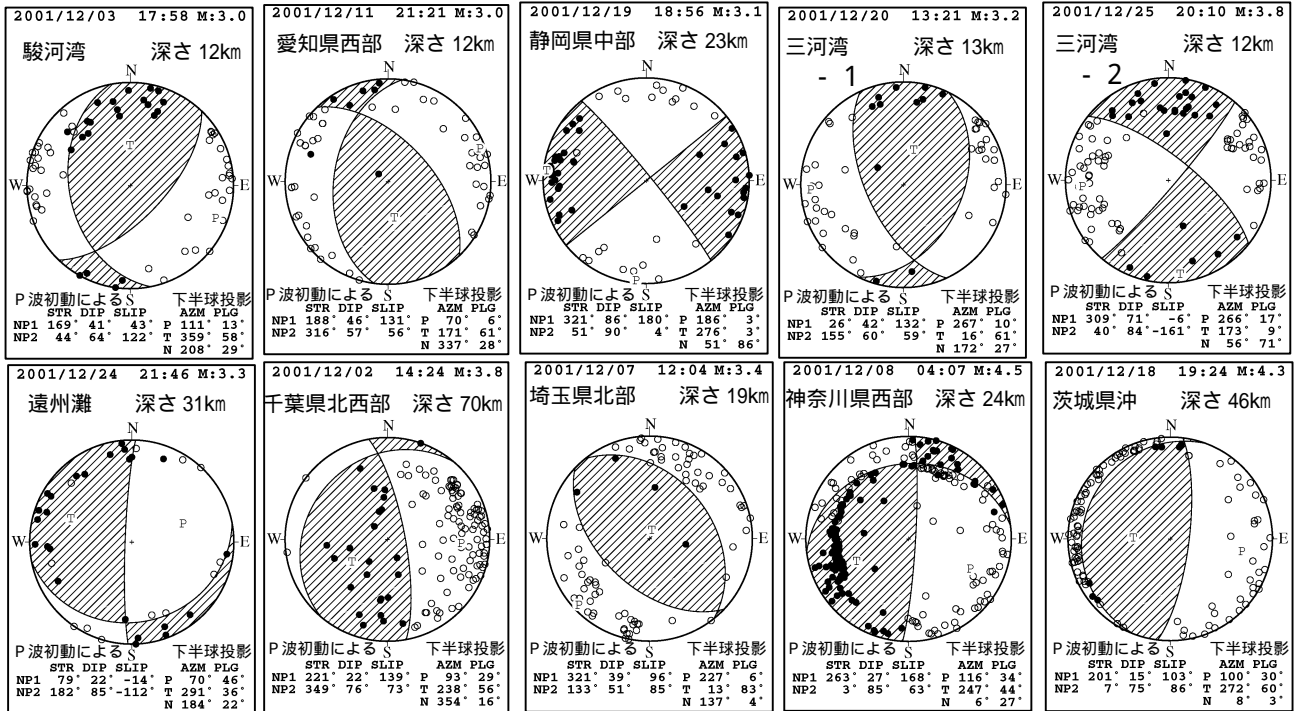 2001/12/03 17:58 M:3.0
駿河湾 深さ 12km
N
T
W E
P
S
P波初動による 下半球投影
STR DIP SLIP AZM PLG
NP1 169° 41° 43° P 111° 13°
NP2 44° 64° 122° T 359° 58°
N 208° 29°
2001/12/11 21:21 M:3.0
愛知県西部 深さ 12km
N
P
W E
T
S
P波初動による 下半球投影
STR DIP SLIP AZM PLG
NP1 188° 46° 131° P 70° 6°
NP2 316° 57° 56° T 171° 61°
N 337° 28°
2001/12/19 18:56 M:3.1
静岡県中部 深さ 23km
N
T
W E
P
S
P波初動による 下半球投影
STR DIP SLIP AZM PLG
NP1 321° 86° 180° P 186° 3°
NP2 51° 90° 4° T 276° 3°
N 51° 86°
2001/12/20 13:21 M:3.2
三河湾 深さ 13km
- 1
N
T
W P E
S
P波初動による 下半球投影
STR DIP SLIP AZM PLG
NP1 26° 42° 132° P 267° 10°
NP2 155° 60° 59° T 16° 61°
N 172° 27°
2001/12/25 20:10 M:3.8
三河湾 深さ 12km
- 2
N
W P E
T
S
P波初動による 下半球投影
STR DIP SLIP AZM PLG
NP1 309° 71° -6° P 266° 17°
NP2 40° 84° -161° T 173° 9°
N 56° 71°
2001/12/24 21:46 M:3.3
遠州灘 深さ 31km
N
T P
W E
S
P波初動による 下半球投影
STR DIP SLIP AZM PLG
NP1 79° 22° -14° P 70° 46°
NP2 182° 85° -112° T 291° 36°
N 184° 22°
2001/12/02 14:24 M:3.8
千葉県北西部 深さ 70km
N
W P E
T
S
P波初動による 下半球投影
STR DIP SLIP AZM PLG
NP1 221° 22° 139° P 93° 29°
NP2 349° 76° 73° T 238° 56°
N 354° 16°
2001/12/07 12:04 M:3.4
埼玉県北部 深さ 19km
N
T
W E
P
S
P波初動による 下半球投影
STR DIP SLIP AZM PLG
NP1 321° 39° 96° P 227° 6°
NP2 133° 51° 85° T 13° 83°
N 137° 4°
2001/12/08 04:07 M:4.5
神奈川県西部 深さ 24km
N
W E
T P
S
P波初動による 下半球投影
STR DIP SLIP AZM PLG
NP1 263° 27° 168° P 116° 34°
NP2 3° 85° 63° T 247° 44°
N 6° 27°
2001/12/18 19:24 M:4.3
茨城県沖 深さ 46km
N
W T E
P
S
P波初動による 下半球投影
STR DIP SLIP AZM PLG
NP1 201° 15° 103° P 100° 30°
NP2 7° 75° 86° T 272° 60°
N 8° 3°